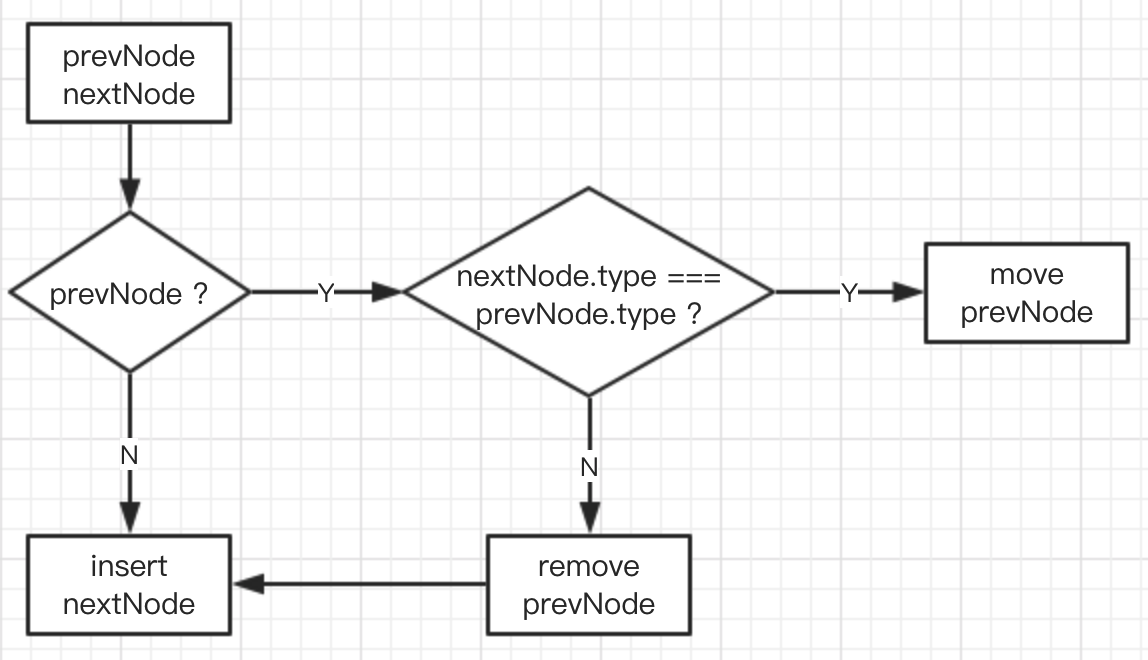 prevNode
nextNode
prevNode ?
Y
nextNode.type ===
prevNode.type ?
Y
move
prevNode
N
N
insert
nextNode
remove
prevNode